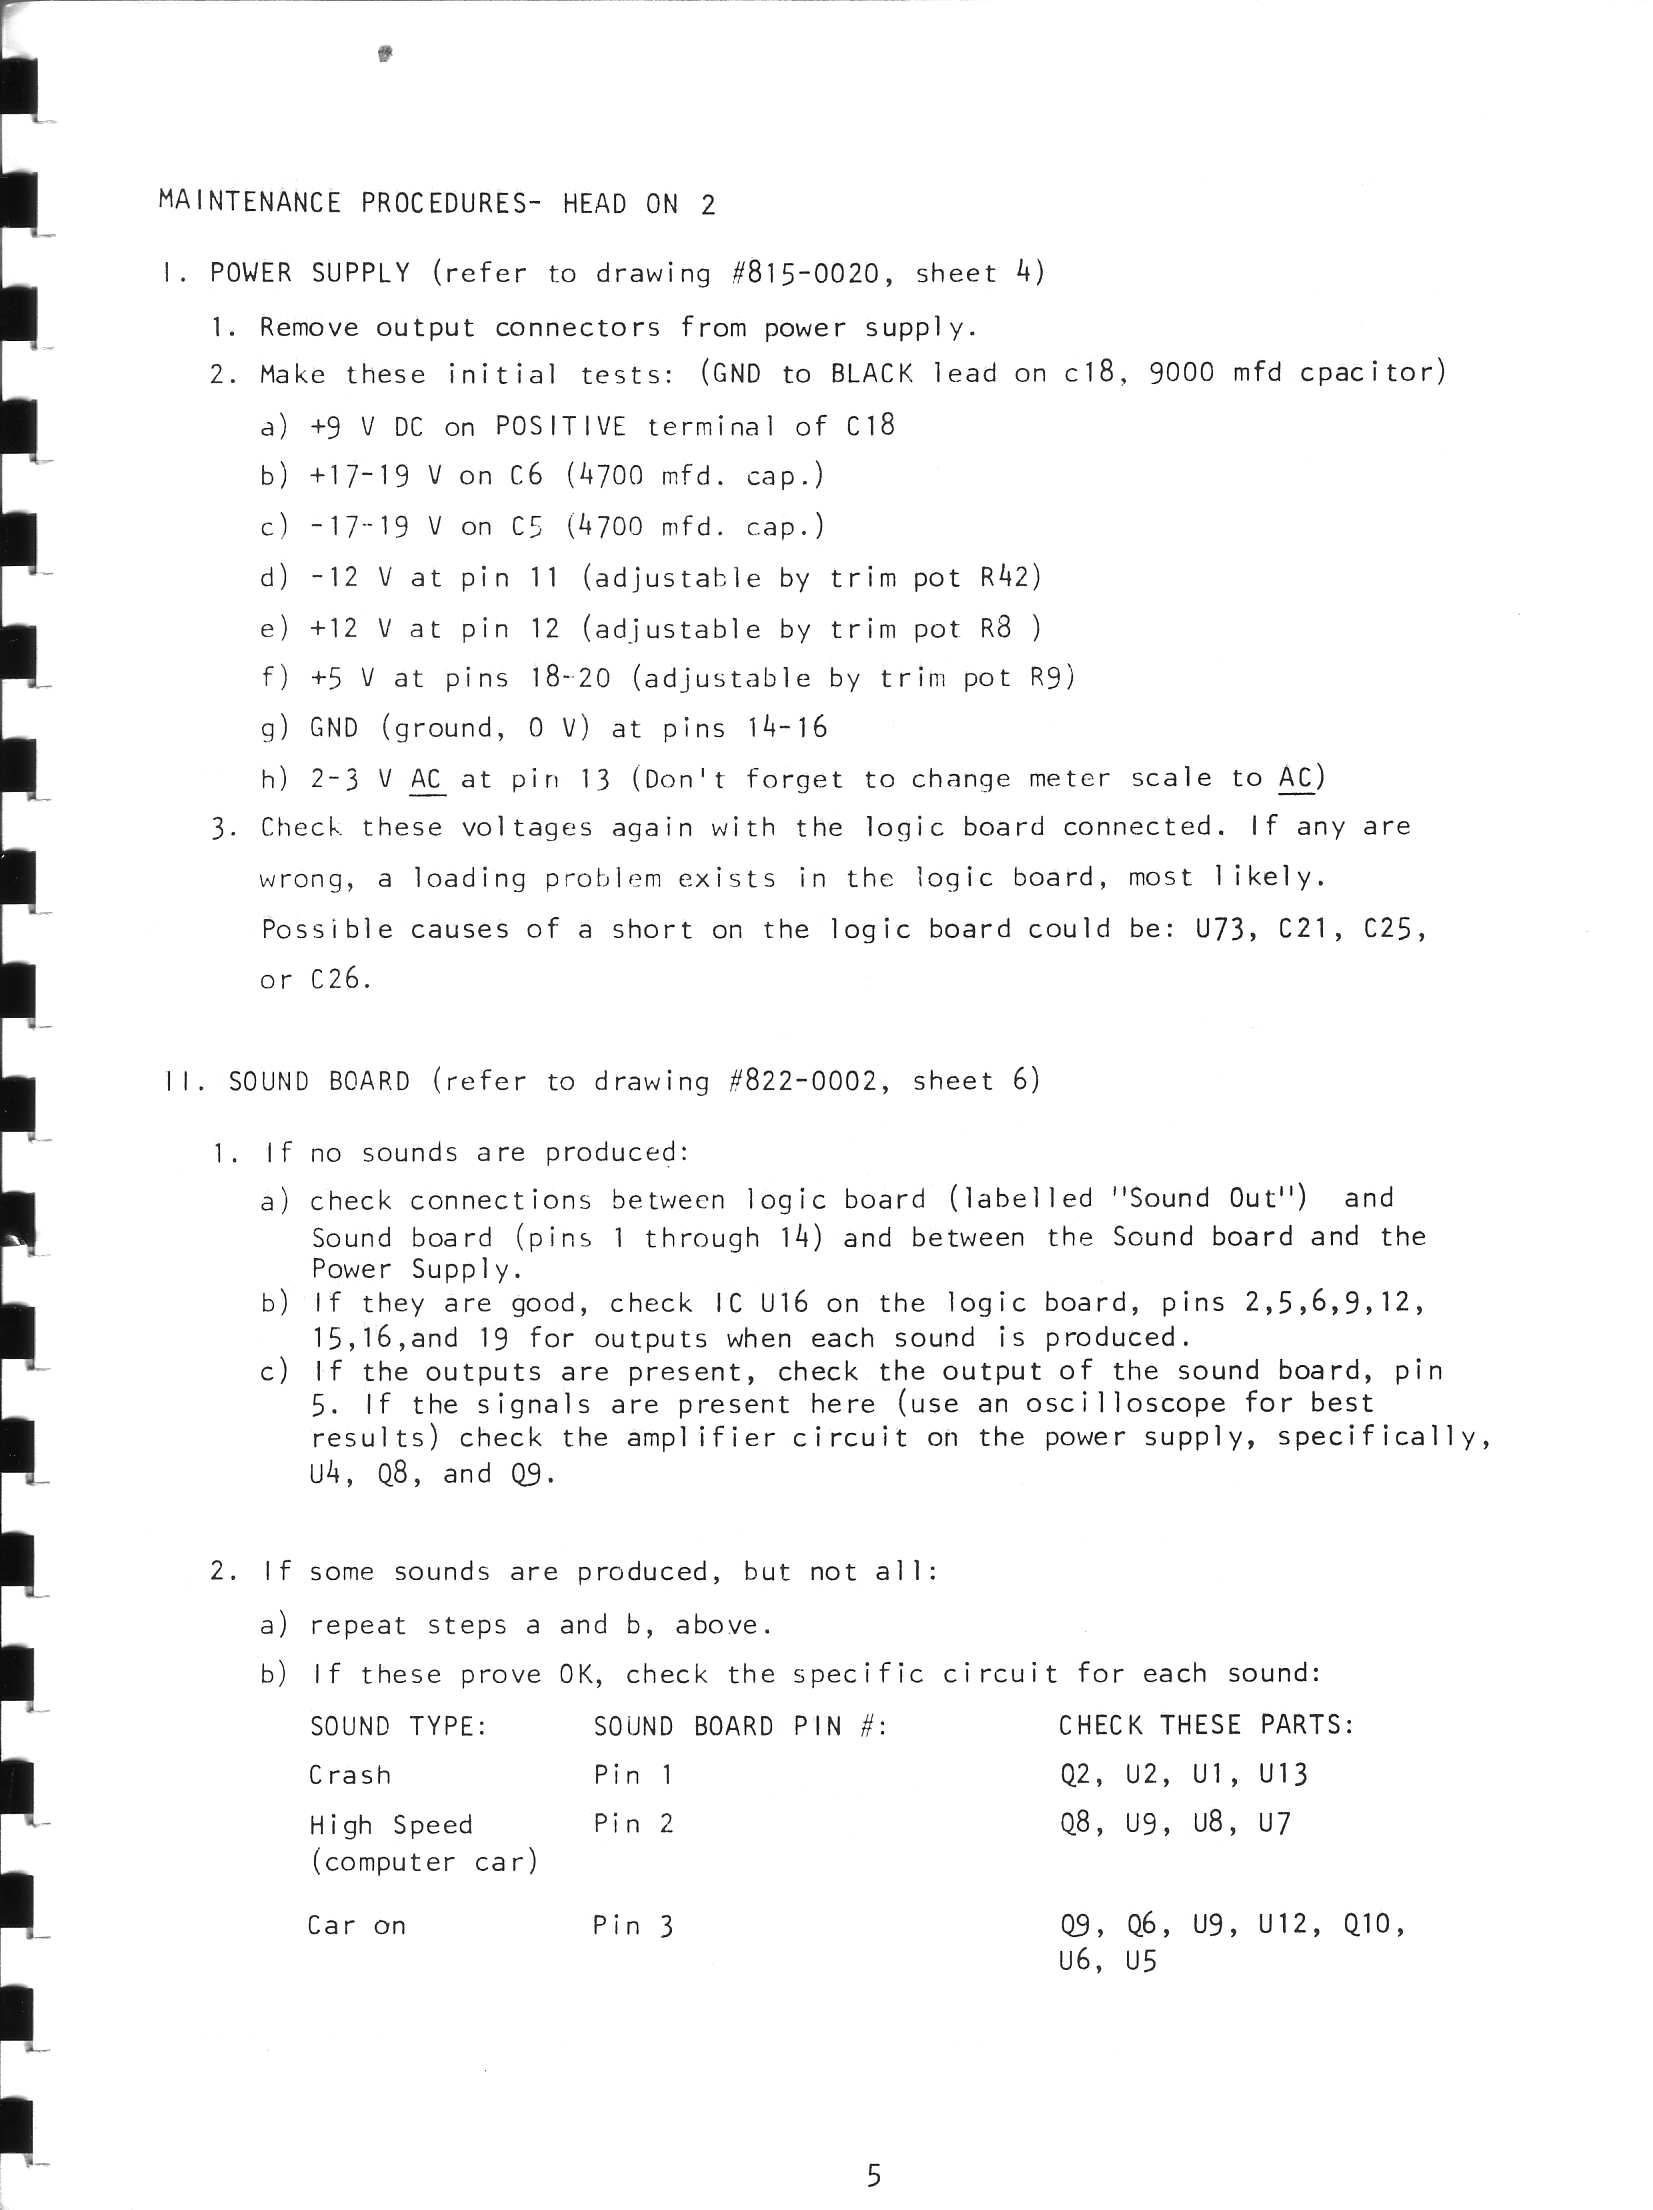 MAINTENANCE PROCEDURES- HEAD ON 2
I. POWER SUPPLY (refer to drawing #815-0020, sheet 4)
1. Remove output connectors from power supply.
2. Make these initial tests: (GND to BLACK lead on c18, 9000 mfd cpacitor)
a) +9 V DC on POSITIVE terminal of C18
b) +17-19 V on C6 (4700 mfd. cap.)
c) -17-19 V on C5 (4700 mfd. cap.)
d) -12 V at pin 11 (adjustable by trim pot R42)
e) +12 V at pin 12 (adjustable by trim pot R8 )
f) +5 V at pins 18-20 (adjustable by trim pot R9)
g) GND (ground, 0 V) at pins 14-16
h) 2-3 V AC at pin 13 (Don't forget to change meter scale to AC)
3. Check these voltages again with the logic board connected. If any are
wrong, a loading problem exists in the logic board, most likely.
Possible causes of a short on the logic board could be: U73, C21, C25,
or C26.
II. SOUND BOARD (refer to drawing #822-0002, sheet 6)
1. If no sounds are produced:
a) check connections between logic board (labelled "Sound Out") and
Sound board (pins 1 through 14) and between the Sound board and the
Power Supply.
b) If they are good, check IC U16 on the logic board, pins 2,5,6,9,12,
15,16,and 19 for outputs when each sound is produced.
c) If the outputs are present, check the output of the sound board, pin
5. If the signals are present here (use an oscilloscope for best
results) check the amplifier circuit on the power supply, specifically,
U4, Q8, and Q9.
2. If some sounds are produced, but not all:
a) repeat steps a and b, above.
b) If these prove OK, check the specific circuit for each sound:
SOUND TYPE: SOUND BOARD PIN #: CHECK THESE PARTS:
Crash Pin 1 Q2, U2, U1, U13
High Speed Pin 2 Q8, U9, U8, U7
(computer car)
Car on Pin 3 Q9, Q6, U9, U12, Q10,
U6, U5
5